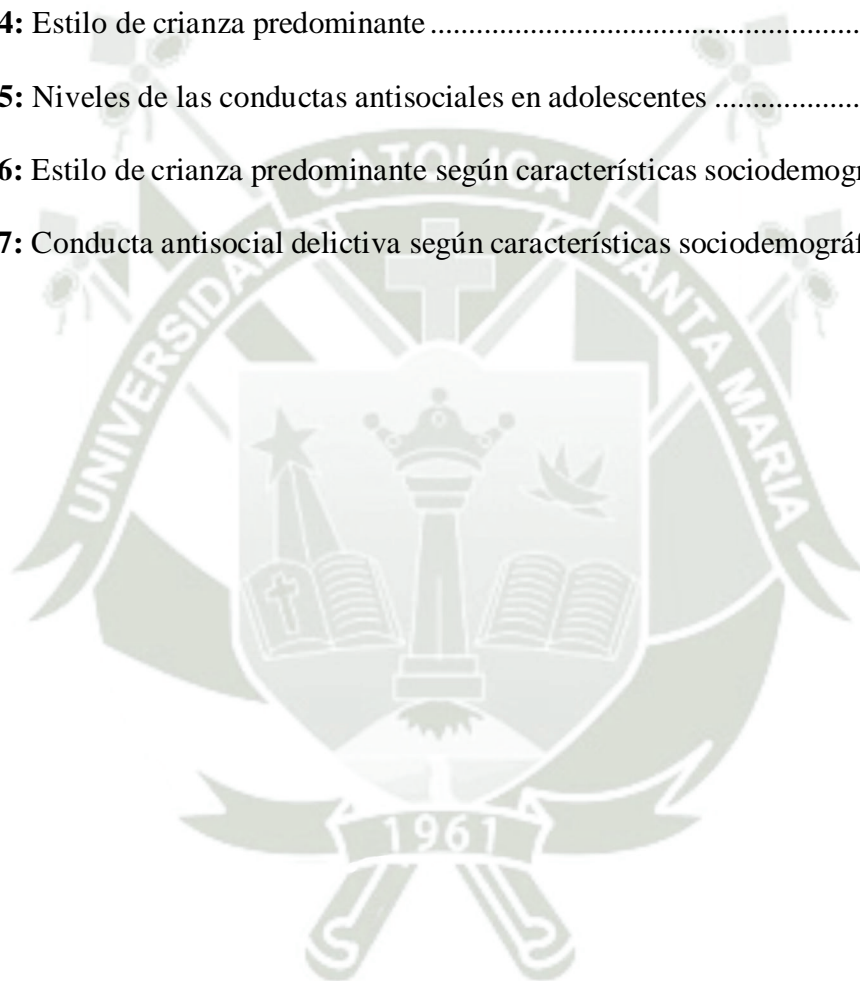 4: Estilo de crianza predominante ........................................................
5: Niveles de las conductas antisociales en adolescentes ...................
6: Estilo de crianza predominante según características sociodemogr
7: Conducta antisocial delictiva según características sociodemográf
UNIVERSIDAD CATOLICA SANTA MARIA
1961